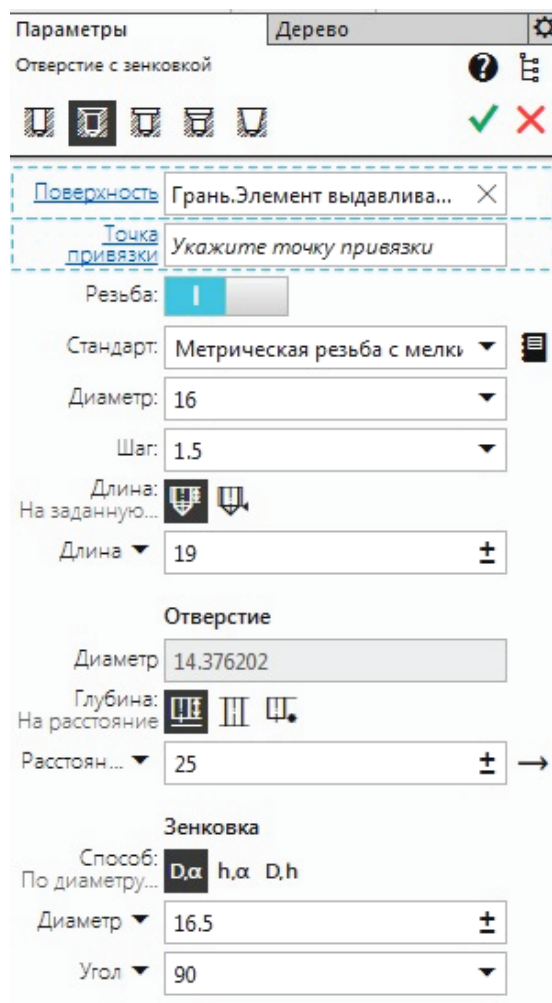 Параметры
Дерево
Отверстие с зенковкой
Поверхность Грань.Элемент выдавлива...
Точка привязки Укажите точку привязки
Резьба:
Стандарт: Метрическая резьба с мелки
Диаметр: 16
Шаг: 1.5
Длина:
На заданную...
Длина 19
Отверстие
Диаметр 14.376202
Глубина:
На расстояние
Расстоян... 25
Зенковка
Способ:
По диаметру... D,α h,α D,h
Диаметр 16.5
Угол 90